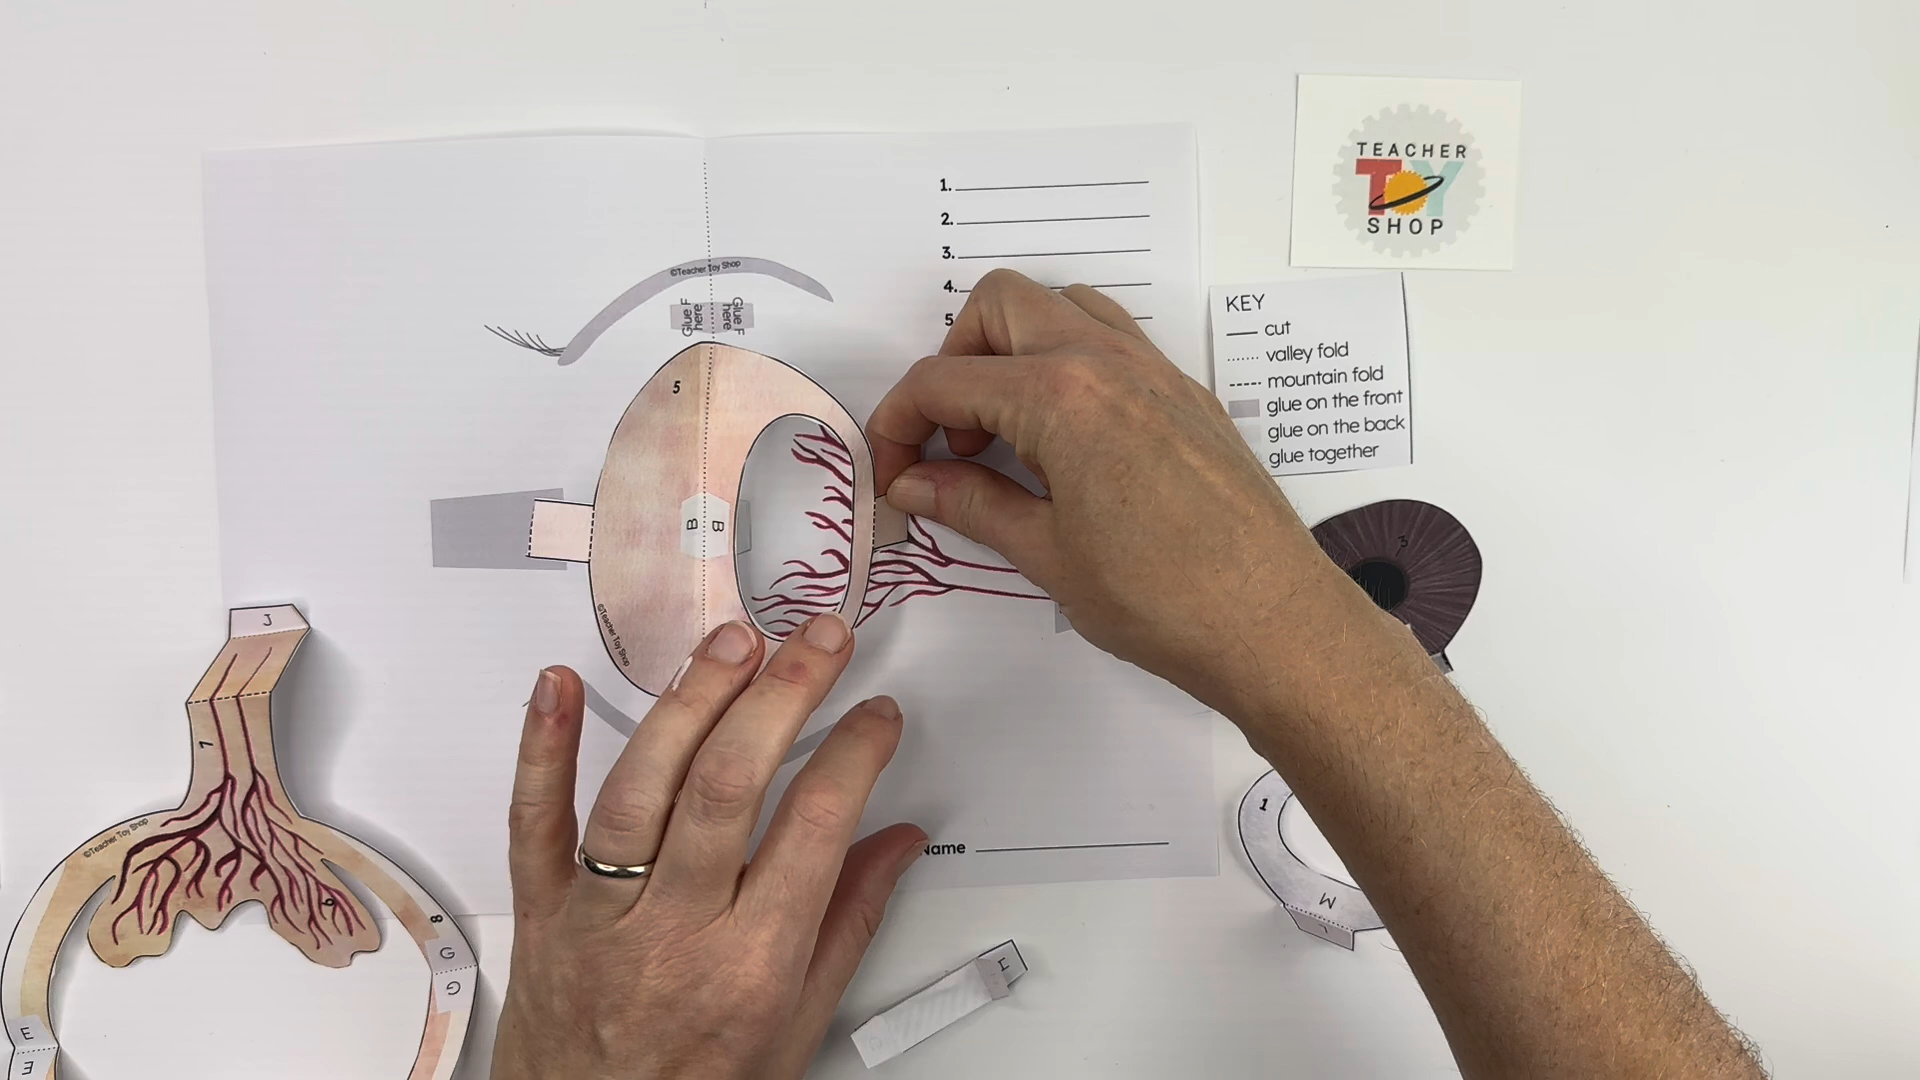 TEACHER
TOY
SHOP
1.
2.
3.
4.
5
KEY
cut
valley fold
mountain fold
glue on the front
glue on the back
glue together
©Teacher Toy Shop
Glue F
here
Glue F
here
5
B
B
©Teacher Toy Shop
3
J
7
©Teacher Toy Shop
8
9
G
G
E
E
1
M
L
H
Name